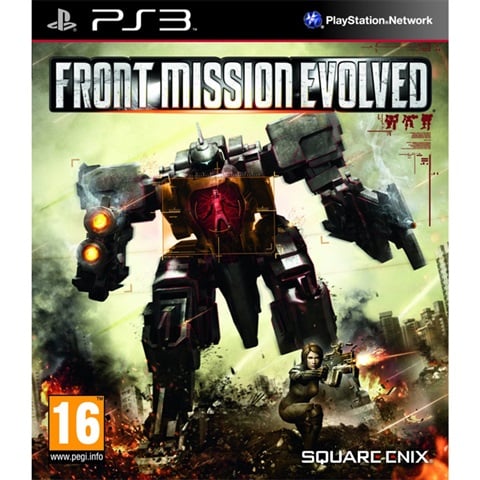 PS3
PlayStation®Network
FRONT MISSION EVOLVED
16
www.pegi.info
SQUARE ENIX